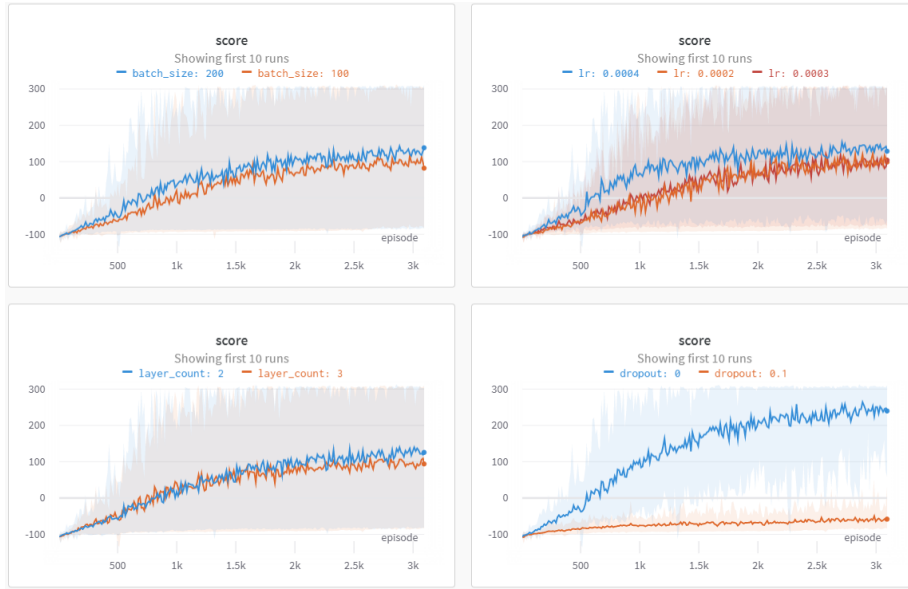 score
Showing first 10 runs
batch_size: 200 batch_size: 100
300
200
100
0
-100
episode
500 1k 1.5k 2k 2.5k 3k
score
Showing first 10 runs
lr: 0.0004 lr: 0.0002 lr: 0.0003
300
200
100
0
-100
episode
500 1k 1.5k 2k 2.5k 3k
score
Showing first 10 runs
layer_count: 2 layer_count: 3
300
200
100
0
-100
episode
500 1k 1.5k 2k 2.5k 3k
score
Showing first 10 runs
dropout: 0 dropout: 0.1
300
200
100
0
-100
episode
500 1k 1.5k 2k 2.5k 3k